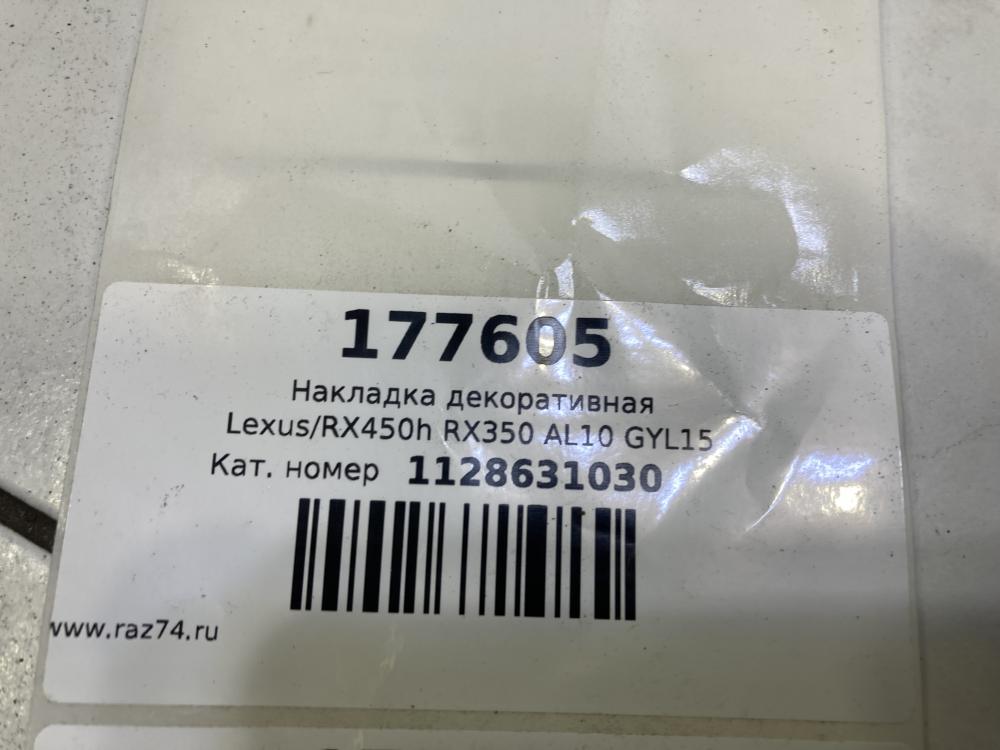 177605
Накладка декоративная
Lexus/RX450h RX350 AL10 GYL15
Кат. номер 1128631030
www.raz74.ru